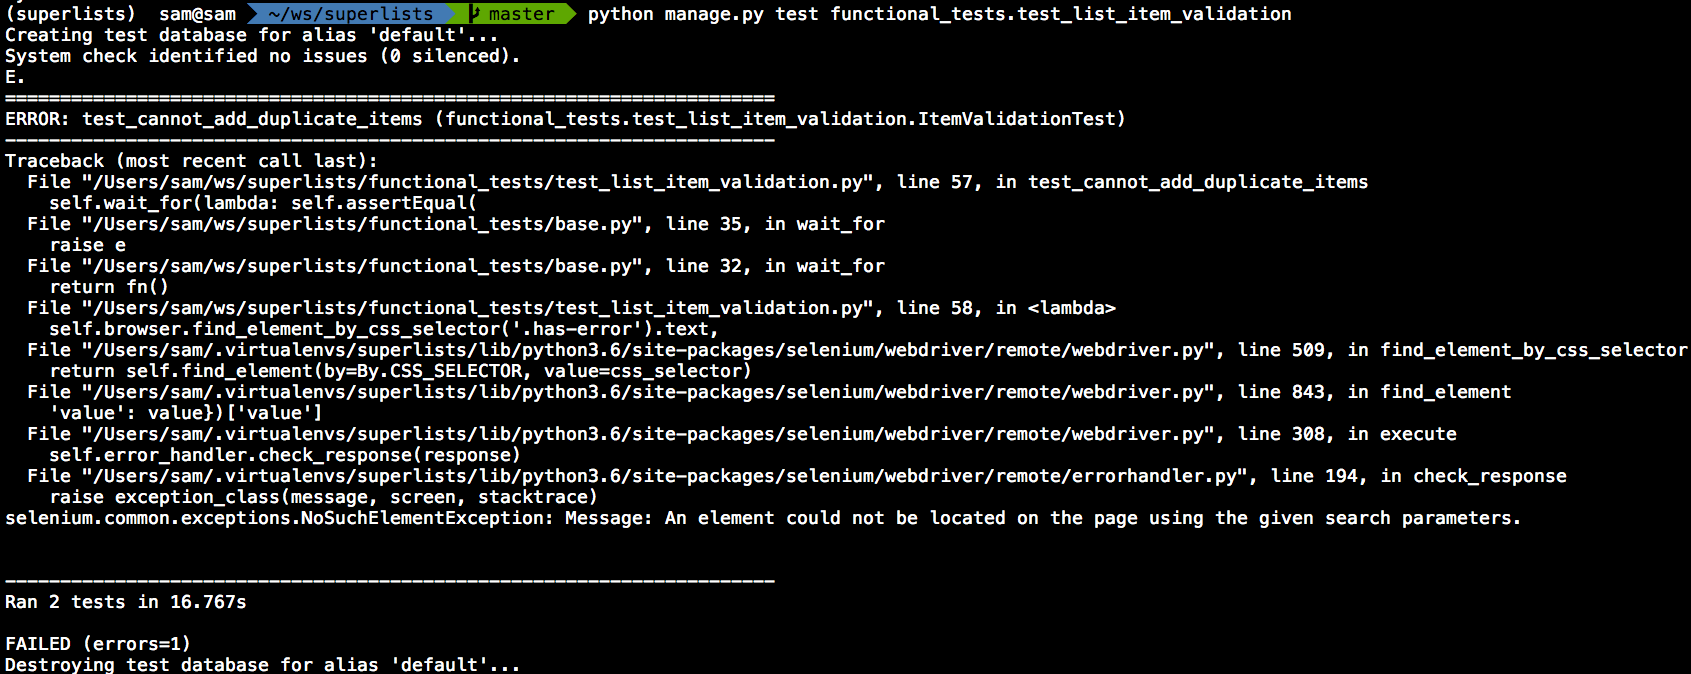 (superlists) sam@sam ~/ws/superlists master python manage.py test functional_tests.test_list_item_validation
Creating test database for alias 'default'...
System check identified no issues (0 silenced).
E.
======================================================================
ERROR: test_cannot_add_duplicate_items (functional_tests.test_list_item_validation.ItemValidationTest)
----------------------------------------------------------------------
Traceback (most recent call last):
  File "/Users/sam/ws/superlists/functional_tests/test_list_item_validation.py", line 57, in test_cannot_add_duplicate_items
    self.wait_for(lambda: self.assertEqual(
  File "/Users/sam/ws/superlists/functional_tests/base.py", line 35, in wait_for
    raise e
  File "/Users/sam/ws/superlists/functional_tests/base.py", line 32, in wait_for
    return fn()
  File "/Users/sam/ws/superlists/functional_tests/test_list_item_validation.py", line 58, in <lambda>
    self.browser.find_element_by_css_selector('.has-error').text,
  File "/Users/sam/.virtualenvs/superlists/lib/python3.6/site-packages/selenium/webdriver/remote/webdriver.py", line 509, in find_element_by_css_selector
    return self.find_element(by=By.CSS_SELECTOR, value=css_selector)
  File "/Users/sam/.virtualenvs/superlists/lib/python3.6/site-packages/selenium/webdriver/remote/webdriver.py", line 843, in find_element
    'value': value})['value']
  File "/Users/sam/.virtualenvs/superlists/lib/python3.6/site-packages/selenium/webdriver/remote/webdriver.py", line 308, in execute
    self.error_handler.check_response(response)
  File "/Users/sam/.virtualenvs/superlists/lib/python3.6/site-packages/selenium/webdriver/remote/errorhandler.py", line 194, in check_response
    raise exception_class(message, screen, stacktrace)
selenium.common.exceptions.NoSuchElementException: Message: An element could not be located on the page using the given search parameters.
----------------------------------------------------------------------
Ran 2 tests in 16.767s
FAILED (errors=1)
Destroying test database for alias 'default'...